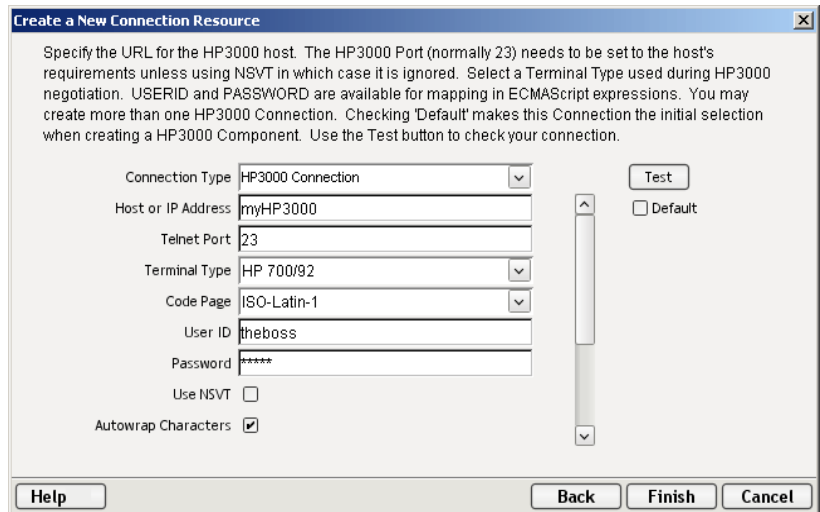 Create a New Connection Resource
Specify the URL for the HP3000 host. The HP3000 Port (normally 23) needs to be set to the host's
requirements unless using NSVT in which case it is ignored. Select a Terminal Type used during HP3000
negotiation. USERID and PASSWORD are available for mapping in ECMAScript expressions. You may
create more than one HP3000 Connection. Checking 'Default' makes this Connection the initial selection
when creating a HP3000 Component. Use the Test button to check your connection.
Connection Type HP3000 Connection Test
Host or IP Address myHP3000 Default
Telnet Port 23
Terminal Type HP 700/92
Code Page ISO-Latin-1
User ID theboss
Password *****
Use NSVT
Autowrap Characters
Help Back Finish Cancel